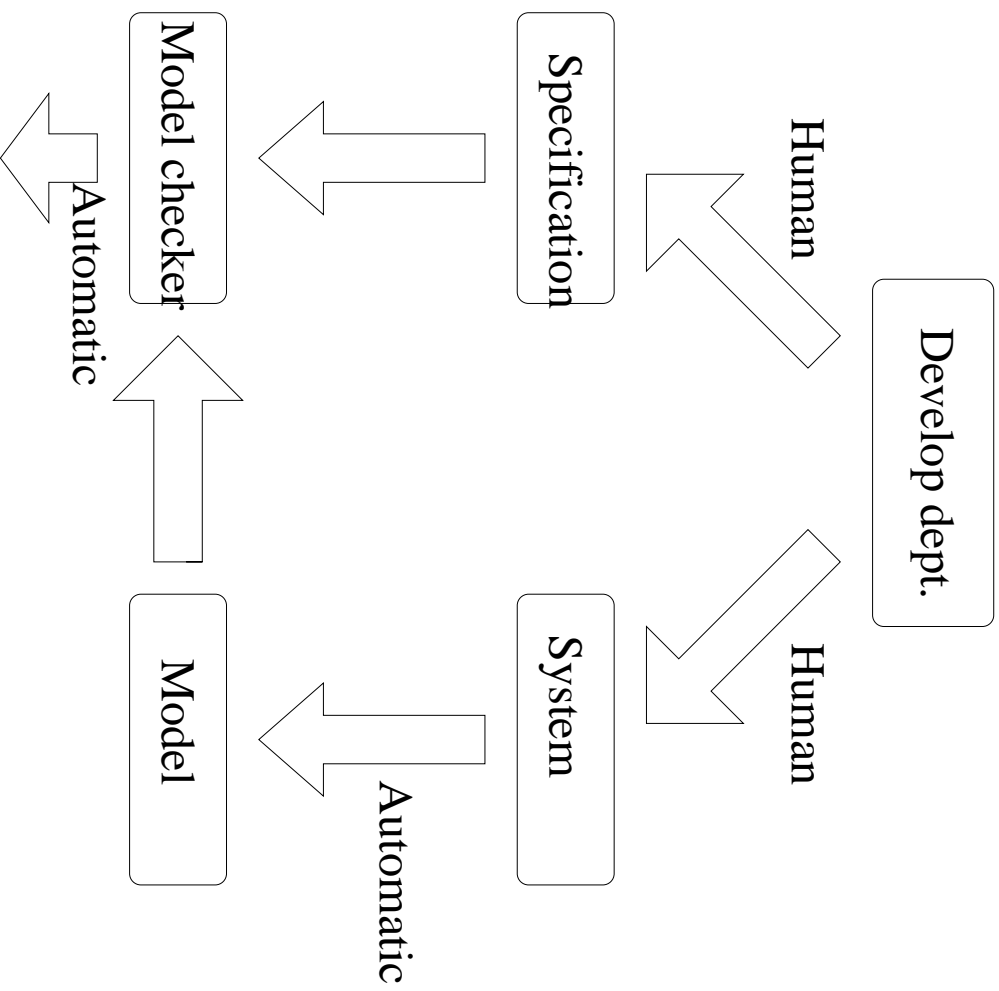 Develop dept.
Human
Human
Specification
System
Automatic
Model checker
Model
Automatic